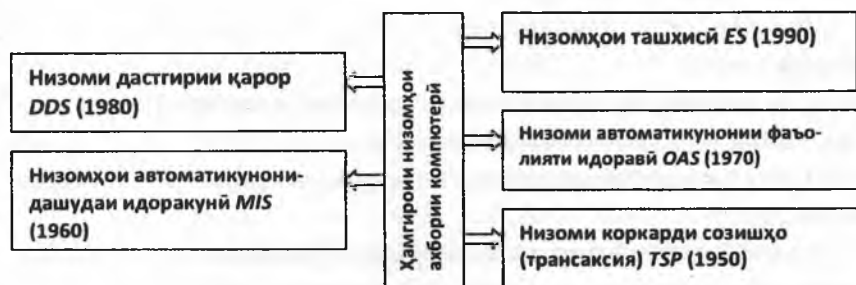 Низоми дастгирии қарор
DDS (1980)
Низомҳои автоматикунони-
дашудаи идоракунӣ MIS
(1960)
Ҳамгироии низомҳои
ахбории компютерӣ
Низомҳои ташхисӣ ES (1990)
Низоми автоматикунонии фаъо-
лияти идоравӣ OAS (1970)
Низоми коркарди созишҳо
(трансаксия) TSP (1950)